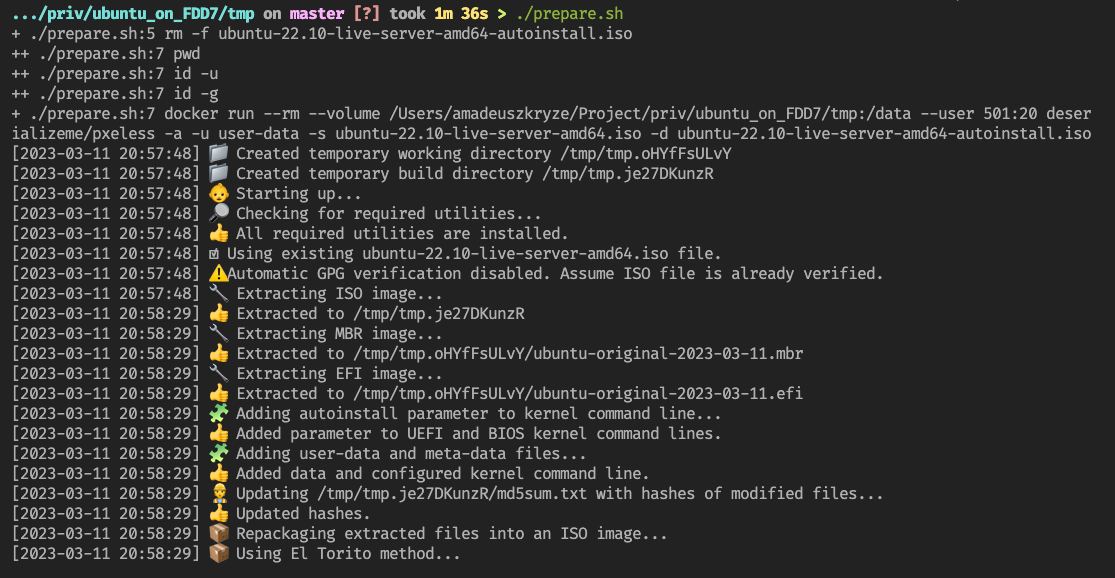 .../priv/ubuntu_on_FDD7/tmp on master [?] took 1m 36s > ./prepare.sh
+ ./prepare.sh:5 rm -f ubuntu-22.10-live-server-amd64-autoinstall.iso
++ ./prepare.sh:7 pwd
++ ./prepare.sh:7 id -u
++ ./prepare.sh:7 id -g
+ ./prepare.sh:7 docker run --rm --volume /Users/amadeuszkryze/Project/priv/ubuntu_on_FDD7/tmp:/data --user 501:20 deser
ializeme/pxeless -a -u user-data -s ubuntu-22.10-live-server-amd64.iso -d ubuntu-22.10-live-server-amd64-autoinstall.iso
[2023-03-11 20:57:48] 📁 Created temporary working directory /tmp/tmp.oHYfFsULvY
[2023-03-11 20:57:48] 📁 Created temporary build directory /tmp/tmp.je27DKunzR
[2023-03-11 20:57:48] 👶 Starting up...
[2023-03-11 20:57:48] 🔎 Checking for required utilities...
[2023-03-11 20:57:48] 👍 All required utilities are installed.
[2023-03-11 20:57:48] ☑ Using existing ubuntu-22.10-live-server-amd64.iso file.
[2023-03-11 20:57:48] ⚠️Automatic GPG verification disabled. Assume ISO file is already verified.
[2023-03-11 20:57:48] 🔧 Extracting ISO image...
[2023-03-11 20:58:29] 👍 Extracted to /tmp/tmp.je27DKunzR
[2023-03-11 20:58:29] 🔧 Extracting MBR image...
[2023-03-11 20:58:29] 👍 Extracted to /tmp/tmp.oHYfFsULvY/ubuntu-original-2023-03-11.mbr
[2023-03-11 20:58:29] 🔧 Extracting EFI image...
[2023-03-11 20:58:29] 👍 Extracted to /tmp/tmp.oHYfFsULvY/ubuntu-original-2023-03-11.efi
[2023-03-11 20:58:29] 🧩 Adding autoinstall parameter to kernel command line...
[2023-03-11 20:58:29] 👍 Added parameter to UEFI and BIOS kernel command lines.
[2023-03-11 20:58:29] 🧩 Adding user-data and meta-data files...
[2023-03-11 20:58:29] 👍 Added data and configured kernel command line.
[2023-03-11 20:58:29] 👷 Updating /tmp/tmp.je27DKunzR/md5sum.txt with hashes of modified files...
[2023-03-11 20:58:29] 👍 Updated hashes.
[2023-03-11 20:58:29] 📦 Repackaging extracted files into an ISO image...
[2023-03-11 20:58:29] 📦 Using El Torito method...